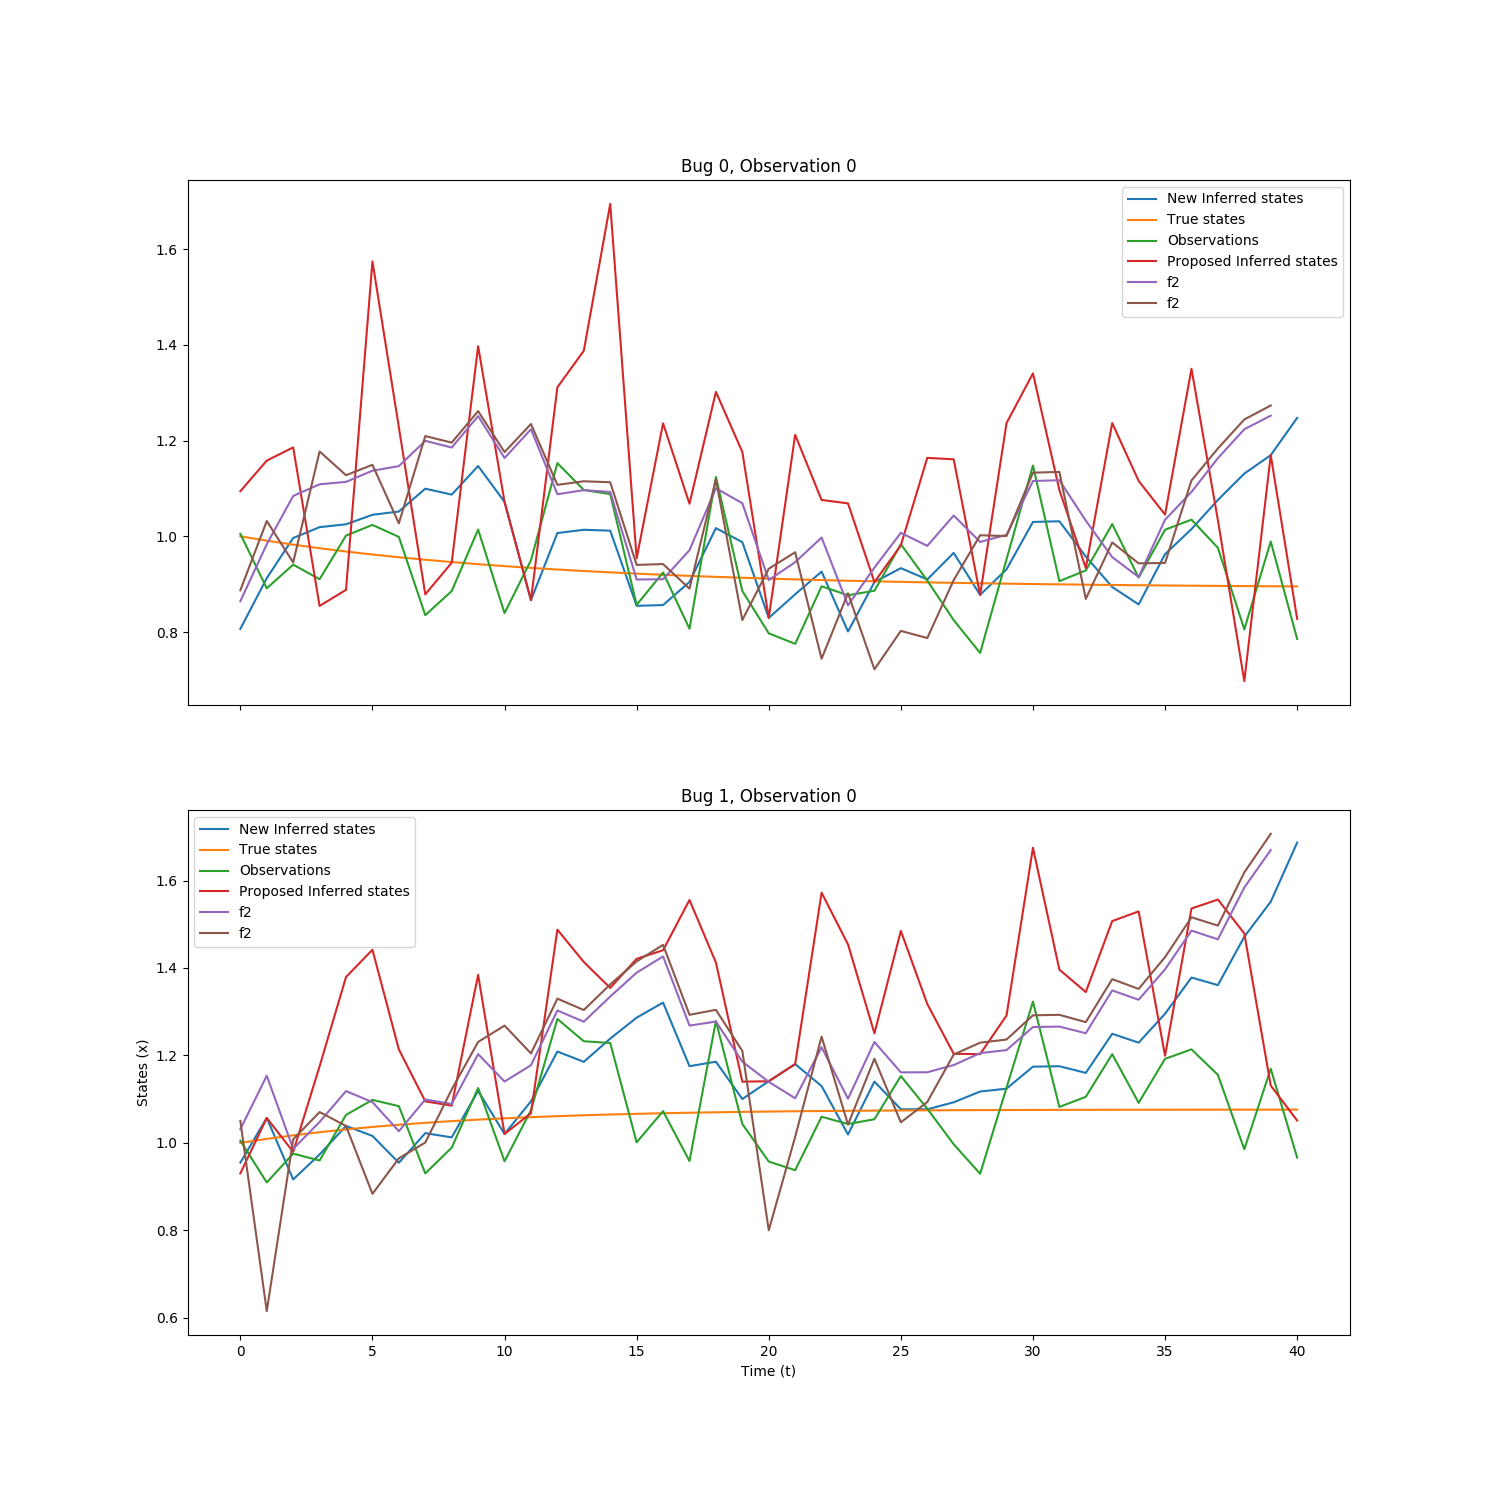 Bug 0, Observation 0
New Inferred states
True states
Observations
Proposed Inferred states
f2
f2
1.6
1.4
1.2
1.0
0.8
Bug 1, Observation 0
New Inferred states
True states
Observations
Proposed Inferred states
f2
f2
1.6
1.4
1.2
1.0
0.8
0.6
States (x)
0 5 10 15 20 25 30 35 40
Time (t)